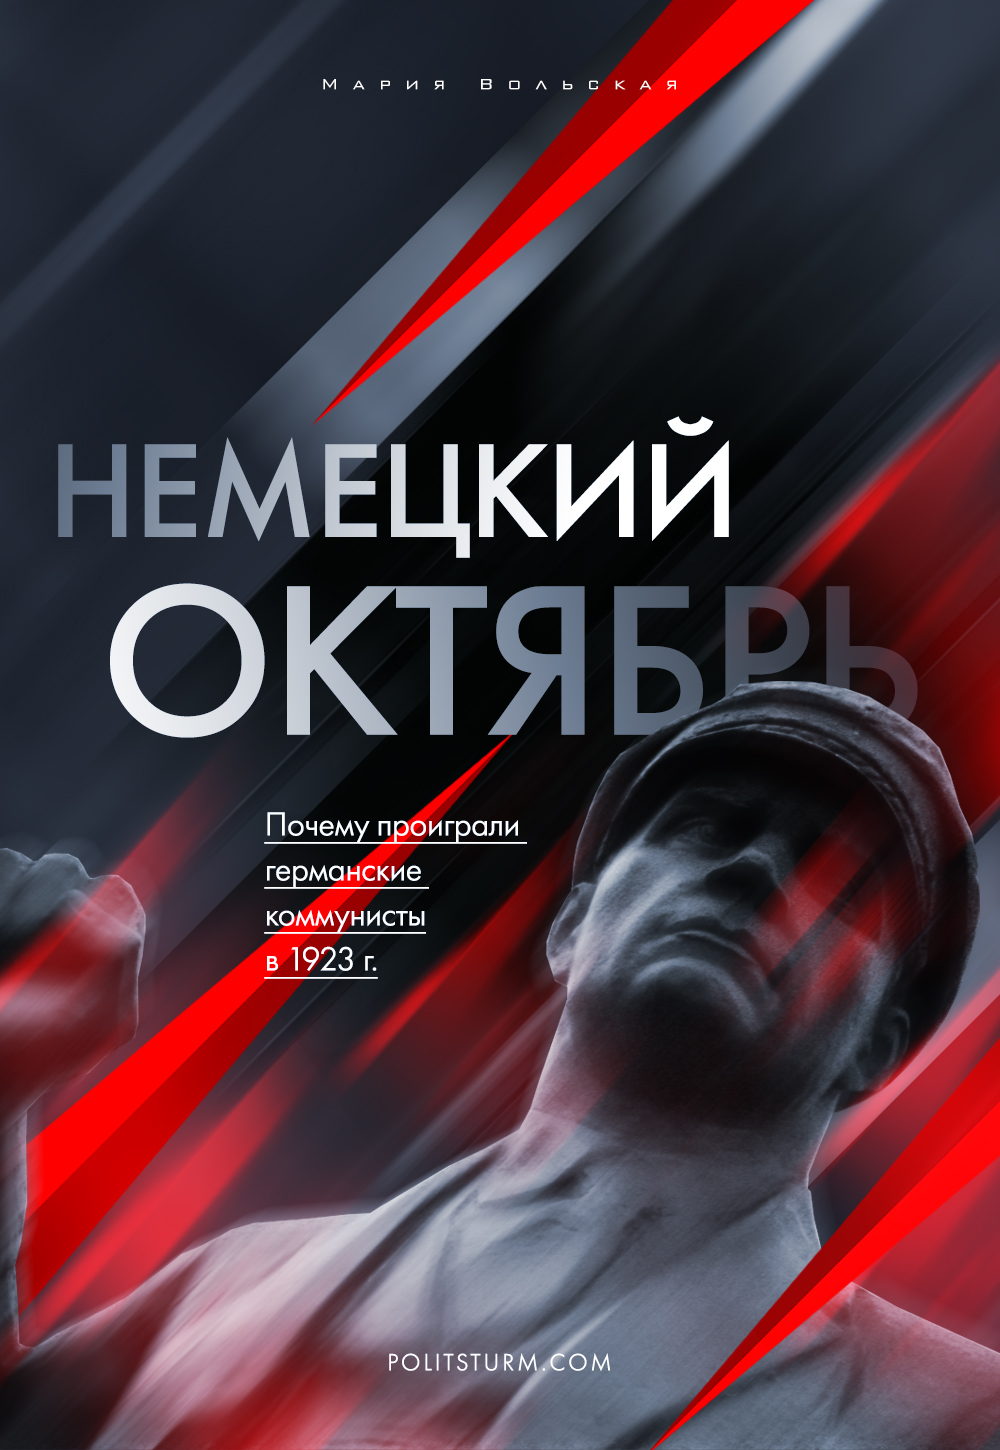 Мария Вольская
НЕМЕЦКИЙ
ОКТЯБРЬ
Почему проиграли
германские
коммунисты
в 1923 г.
POLITSTURM.COM